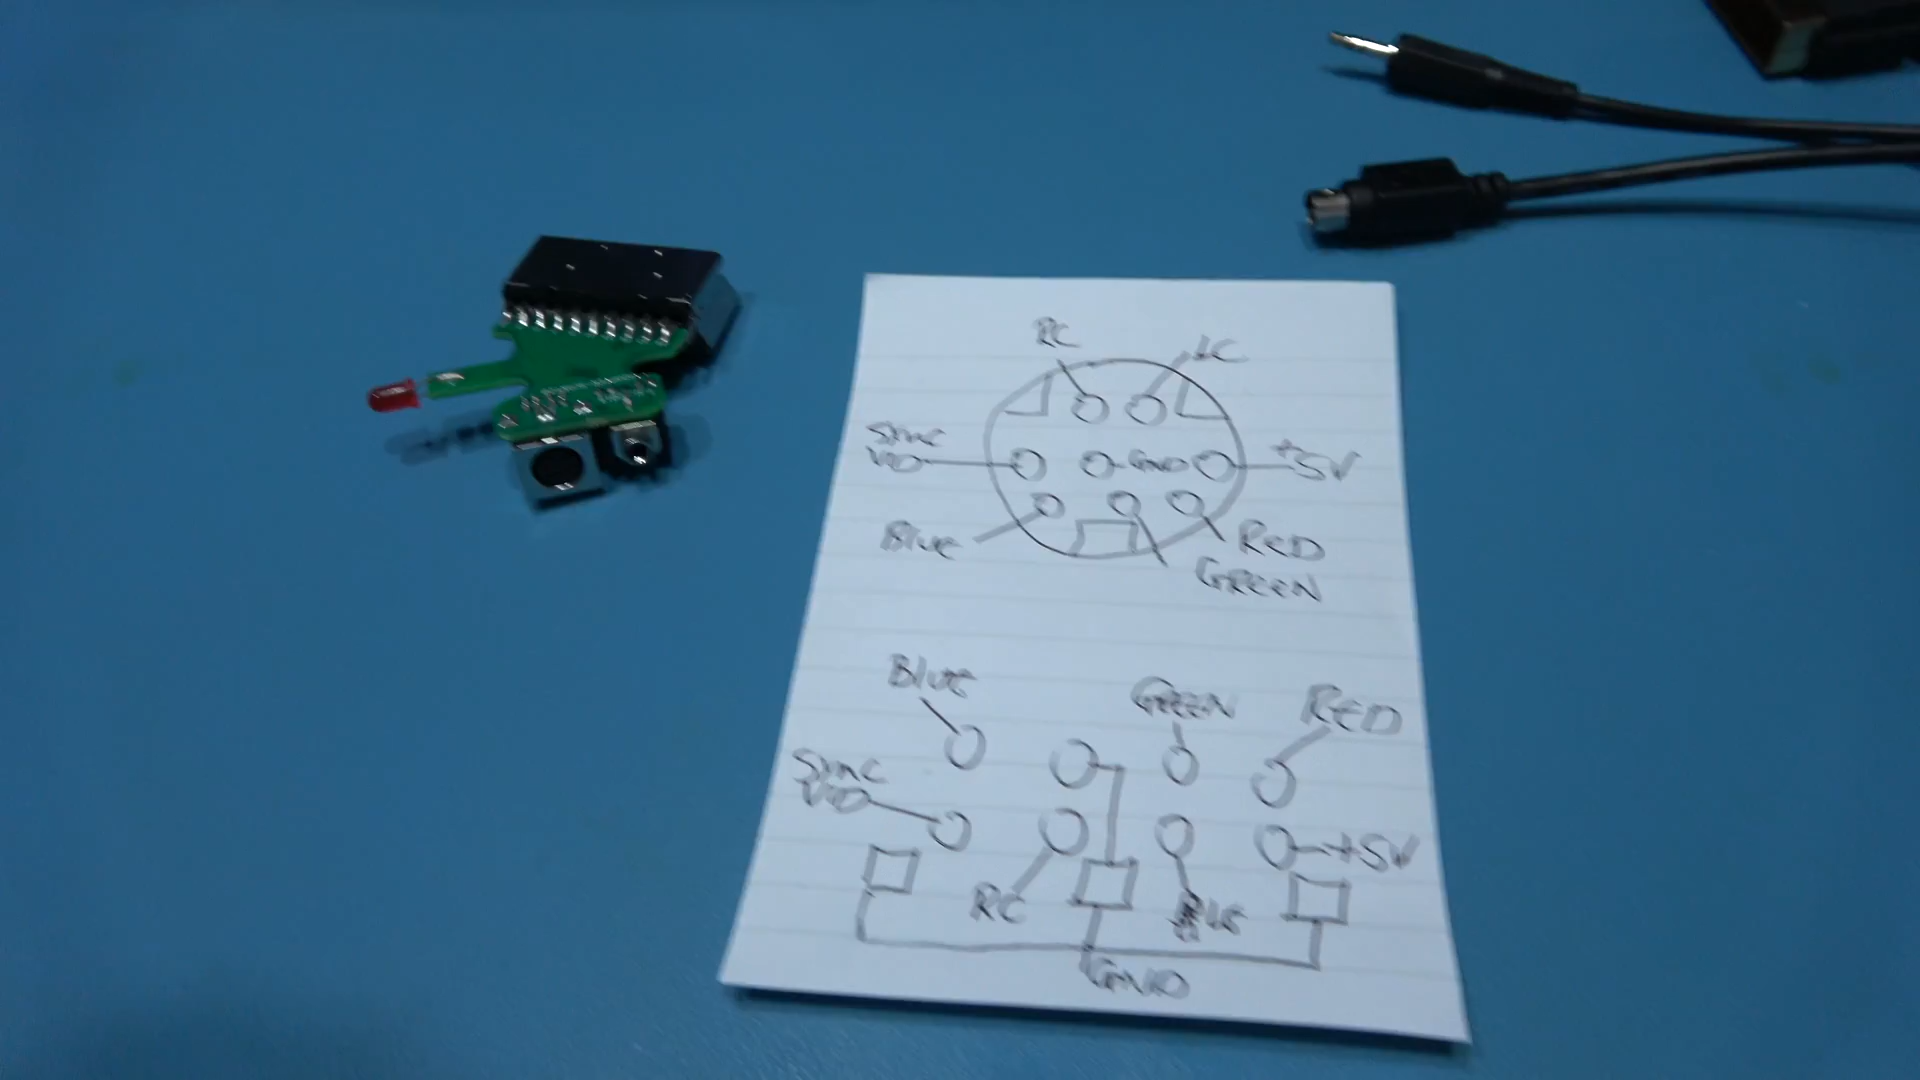 RC LC
Sync
VID GND +5V
Blue RED
GREEN
Blue GREEN RED
Sync
VID +5V
RC
GND